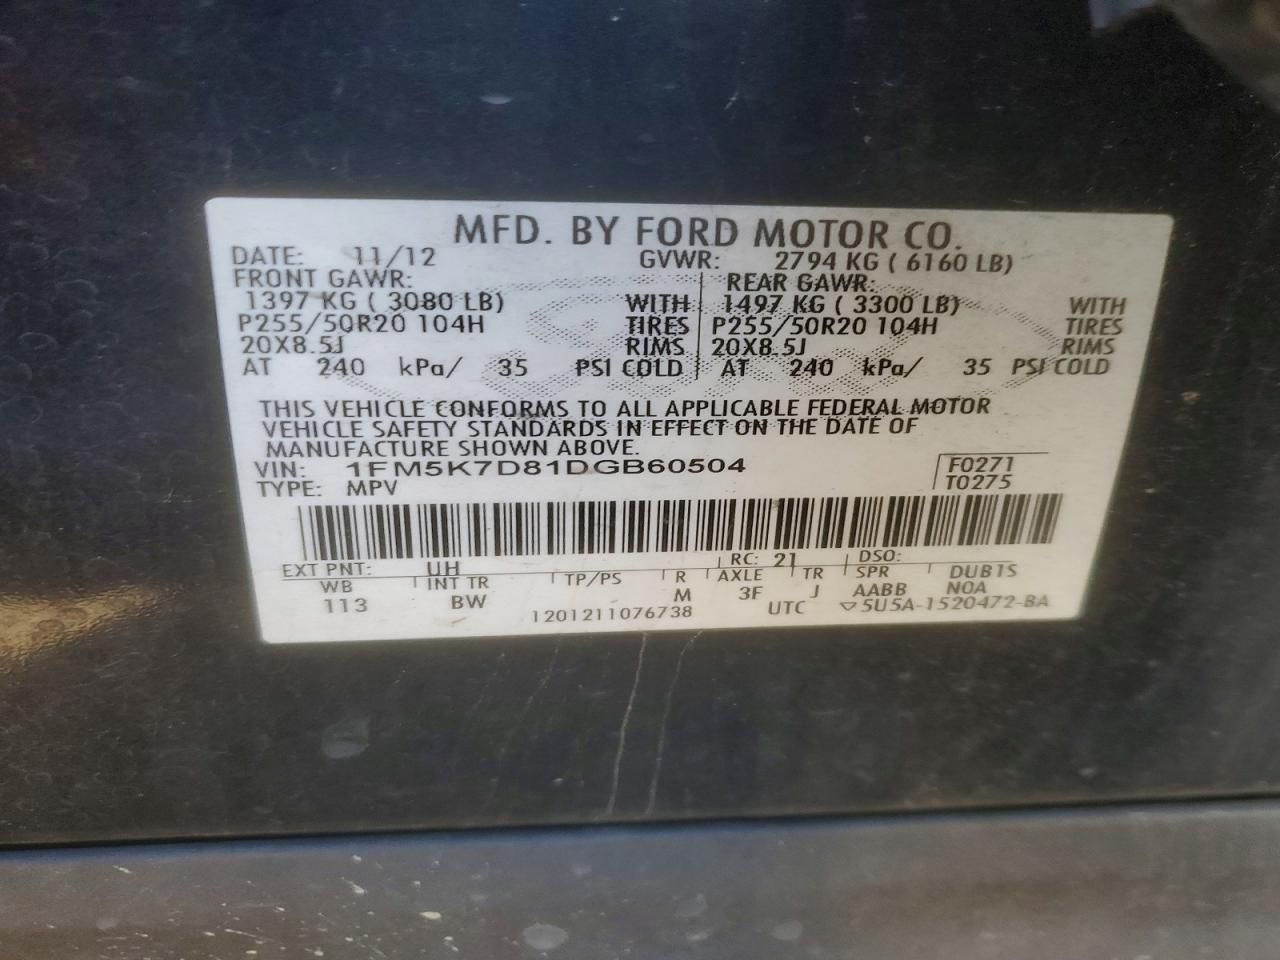 MFD. BY FORD MOTOR CO.
DATE: 11/12 GVWR: 2794 KG ( 6160 LB)
FRONT GAWR: REAR GAWR:
1397 KG ( 3080 LB) WITH 1497 KG ( 3300 LB) WITH
P255/50R20 104H TIRES P255/50R20 104H TIRES
20X8.5J RIMS 20X8.5J RIMS
AT 240 kPa/ 35 PSI COLD AT 240 kPa/ 35 PSI COLD
THIS VEHICLE CONFORMS TO ALL APPLICABLE FEDERAL MOTOR
VEHICLE SAFETY STANDARDS IN EFFECT ON THE DATE OF
MANUFACTURE SHOWN ABOVE.
VIN: 1FM5K7D81DGB60504 F0271
TYPE: MPV T0275
EXT PNT: UH RC: 21 DSO:
WB INT TR TP/PS R AXLE TR SPR DUB1S
113 BW M 3F J AABB N0A
1201211076738 UTC ▽5U5A-1520472-BA